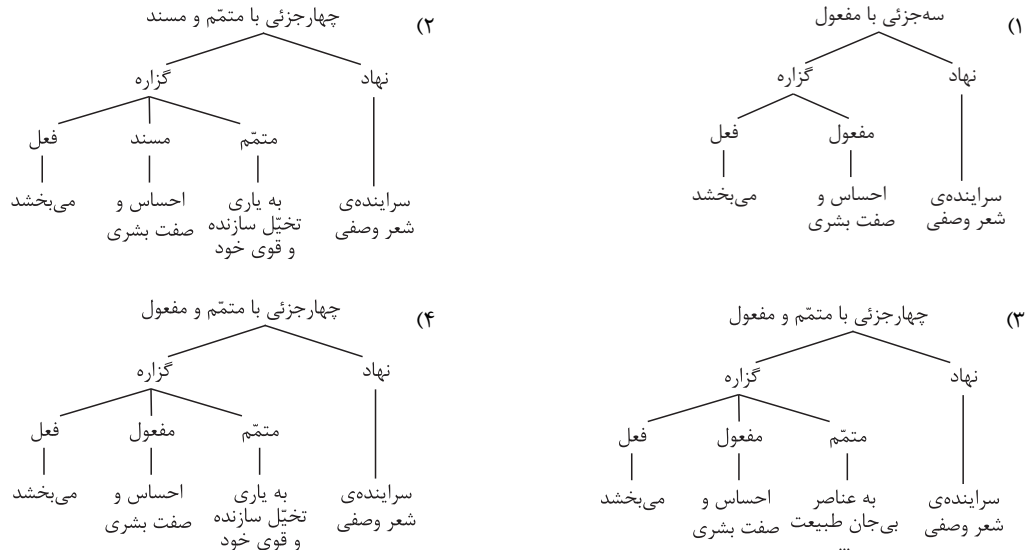 ۱) سه‌جزئی با مفعول
نهاد
گزاره
مفعول
فعل
سراینده‌ی
شعر وصفی
احساس و
صفت بشری
می‌بخشد
۲) چهارجزئی با متمّم و مسند
نهاد
گزاره
متمّم
مسند
فعل
سراینده‌ی
شعر وصفی
به یاری
تخیّل سازنده
و قوی خود
احساس و
صفت بشری
می‌بخشد
۳) چهارجزئی با متمّم و مفعول
نهاد
گزاره
متمّم
مفعول
فعل
سراینده‌ی
شعر وصفی
به عناصر
بی‌جان طبیعت
...
احساس و
صفت بشری
می‌بخشد
۴) چهارجزئی با متمّم و مفعول
نهاد
گزاره
متمّم
مفعول
فعل
سراینده‌ی
شعر وصفی
به یاری
تخیّل سازنده
و قوی خود
احساس و
صفت بشری
می‌بخشد